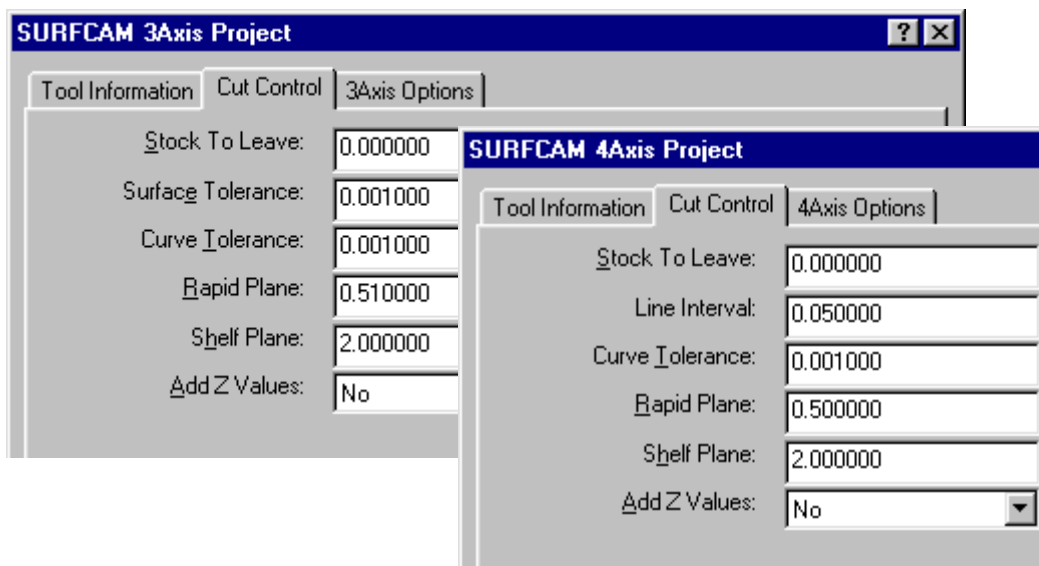 SURFCAM 3Axis Project
Tool Information Cut Control 3Axis Options
Stock To Leave: 0.000000
Surface Tolerance: 0.001000
Curve Tolerance: 0.001000
Rapid Plane: 0.510000
Shelf Plane: 2.000000
Add Z Values: No
SURFCAM 4Axis Project
Tool Information Cut Control 4Axis Options
Stock To Leave: 0.000000
Line Interval: 0.050000
Curve Tolerance: 0.001000
Rapid Plane: 0.500000
Shelf Plane: 2.000000
Add Z Values: No